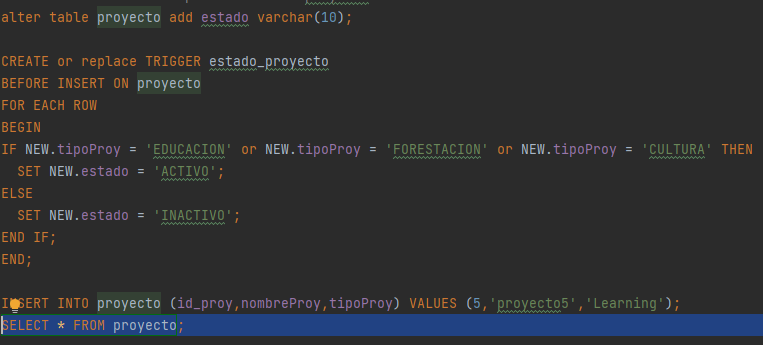 alter table proyecto add estado varchar(10);
CREATE or replace TRIGGER estado_proyecto
BEFORE INSERT ON proyecto
FOR EACH ROW
BEGIN
IF NEW.tipoProy = 'EDUCACION' or NEW.tipoProy = 'FORESTACION' or NEW.tipoProy = 'CULTURA' THEN
SET NEW.estado = 'ACTIVO';
ELSE
SET NEW.estado = 'INACTIVO';
END IF;
END;
INSERT INTO proyecto (id_proy,nombreProy,tipoProy) VALUES (5,'proyecto5','Learning');
SELECT * FROM proyecto;